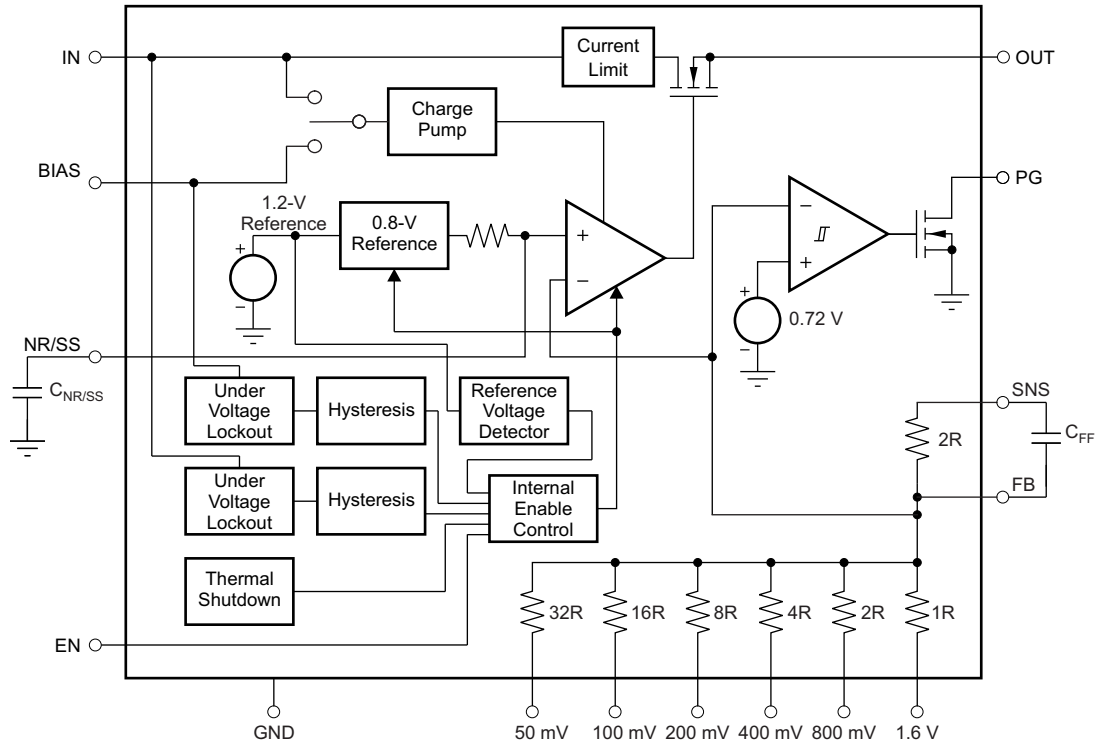 IN
Current
Limit
OUT
Charge
Pump
BIAS
PG
1.2-V
Reference
0.8-V
Reference
+
−
+
−
−
+
+
−
0.72 V
NR/SS
CNR/SS
Under
Voltage
Lockout
Hysteresis
Reference
Voltage
Detector
SNS
2R
CFF
FB
Under
Voltage
Lockout
Hysteresis
Internal
Enable
Control
Thermal
Shutdown
32R
16R
8R
4R
2R
1R
EN
GND
50 mV
100 mV
200 mV
400 mV
800 mV
1.6 V